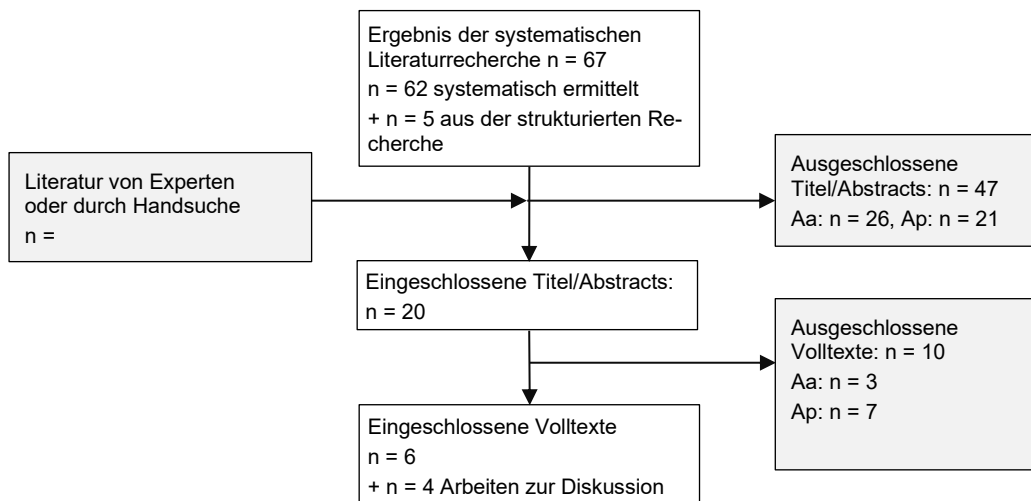 Ergebnis der systematischen
Literaturrecherche n = 67
n = 62 systematisch ermittelt
+ n = 5 aus der strukturierten Re-
cherche
Literatur von Experten
oder durch Handsuche
n =
Ausgeschlossene
Titel/Abstracts: n = 47
Aa: n = 26, Ap: n = 21
Eingeschlossene Titel/Abstracts:
n = 20
Ausgeschlossene
Volltexte: n = 10
Aa: n = 3
Ap: n = 7
Eingeschlossene Volltexte
n = 6
+ n = 4 Arbeiten zur Diskussion